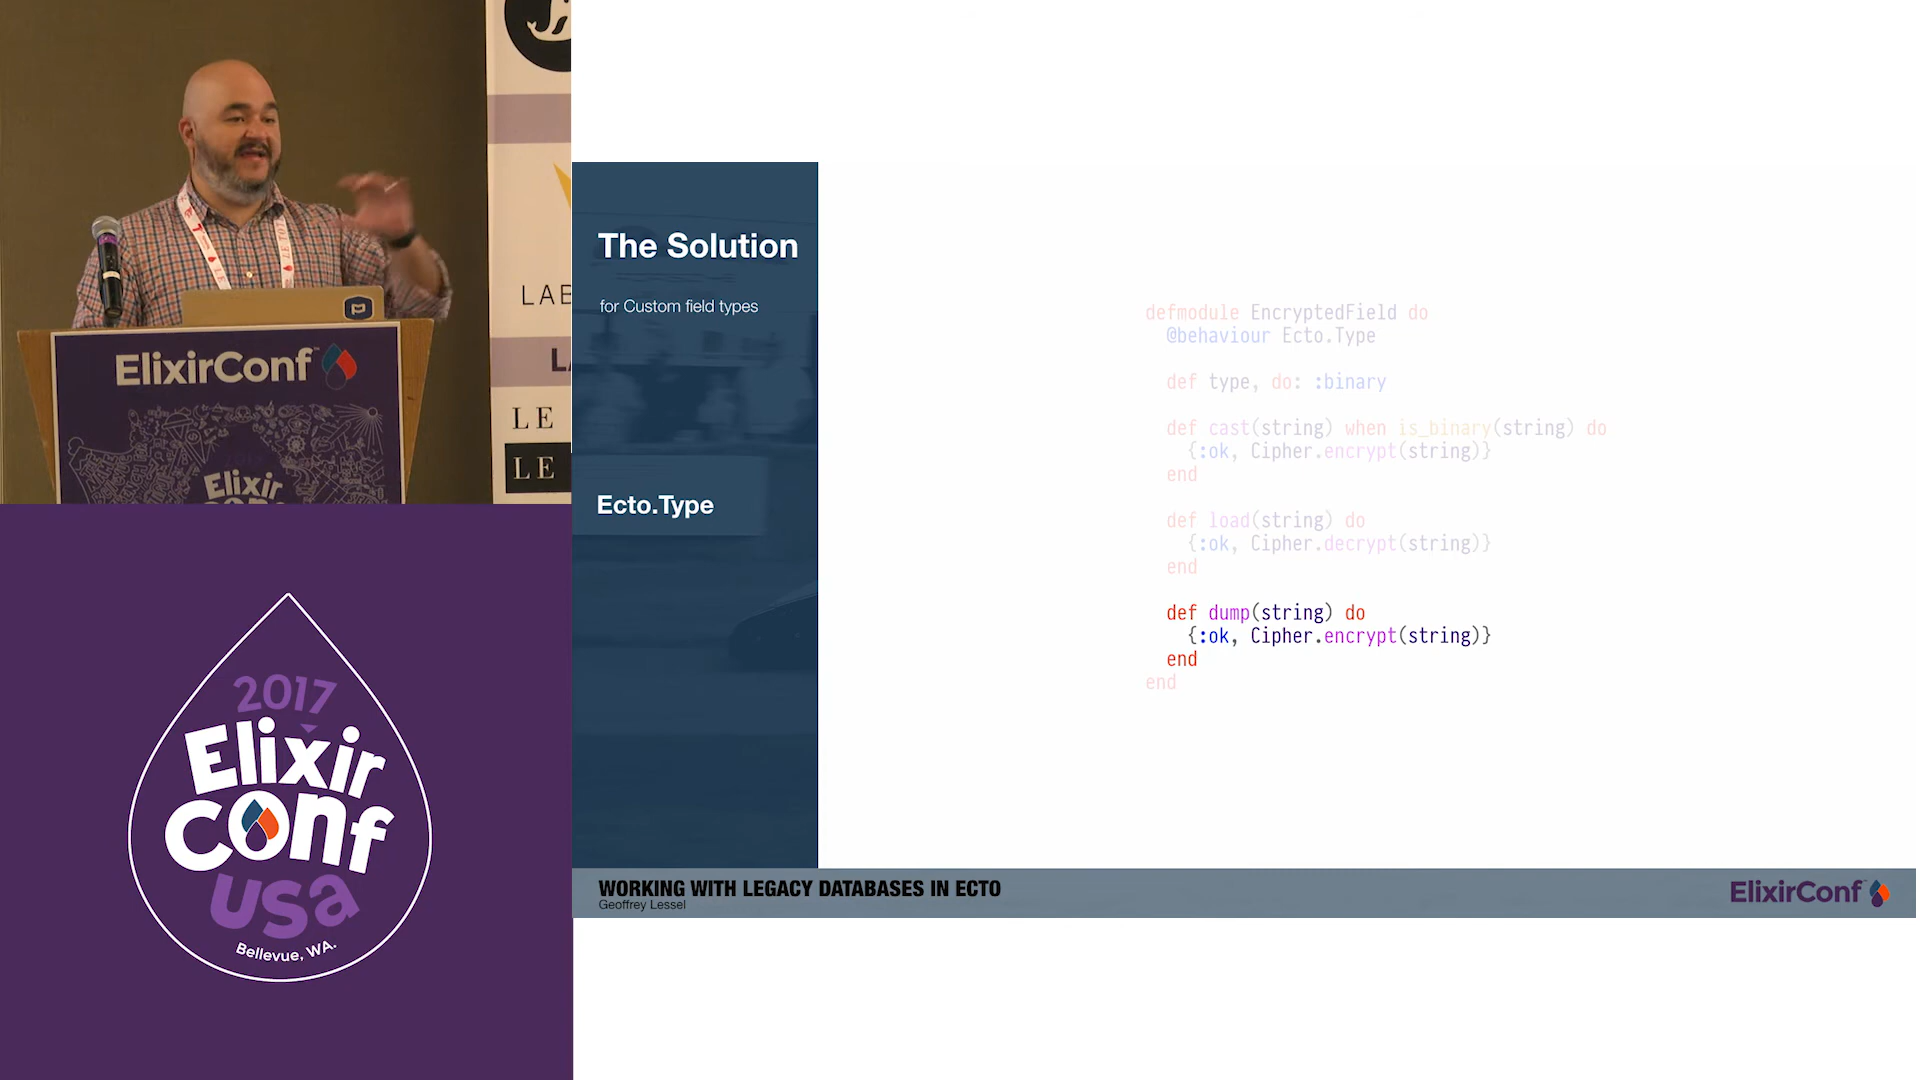 LAB
ElixirConf
LE
LE
Elixir
2017
Elixir
Conf
USA
Bellevue, WA.
The Solution
for Custom field types
Ecto.Type
defmodule EncryptedField do
@behaviour Ecto.Type
def type, do: :binary
def cast(string) when is_binary(string) do
{:ok, Cipher.encrypt(string)}
end
def load(string) do
{:ok, Cipher.decrypt(string)}
end
def dump(string) do
{:ok, Cipher.encrypt(string)}
end
end
WORKING WITH LEGACY DATABASES IN ECTO
Geoffrey Lessel
ElixirConf